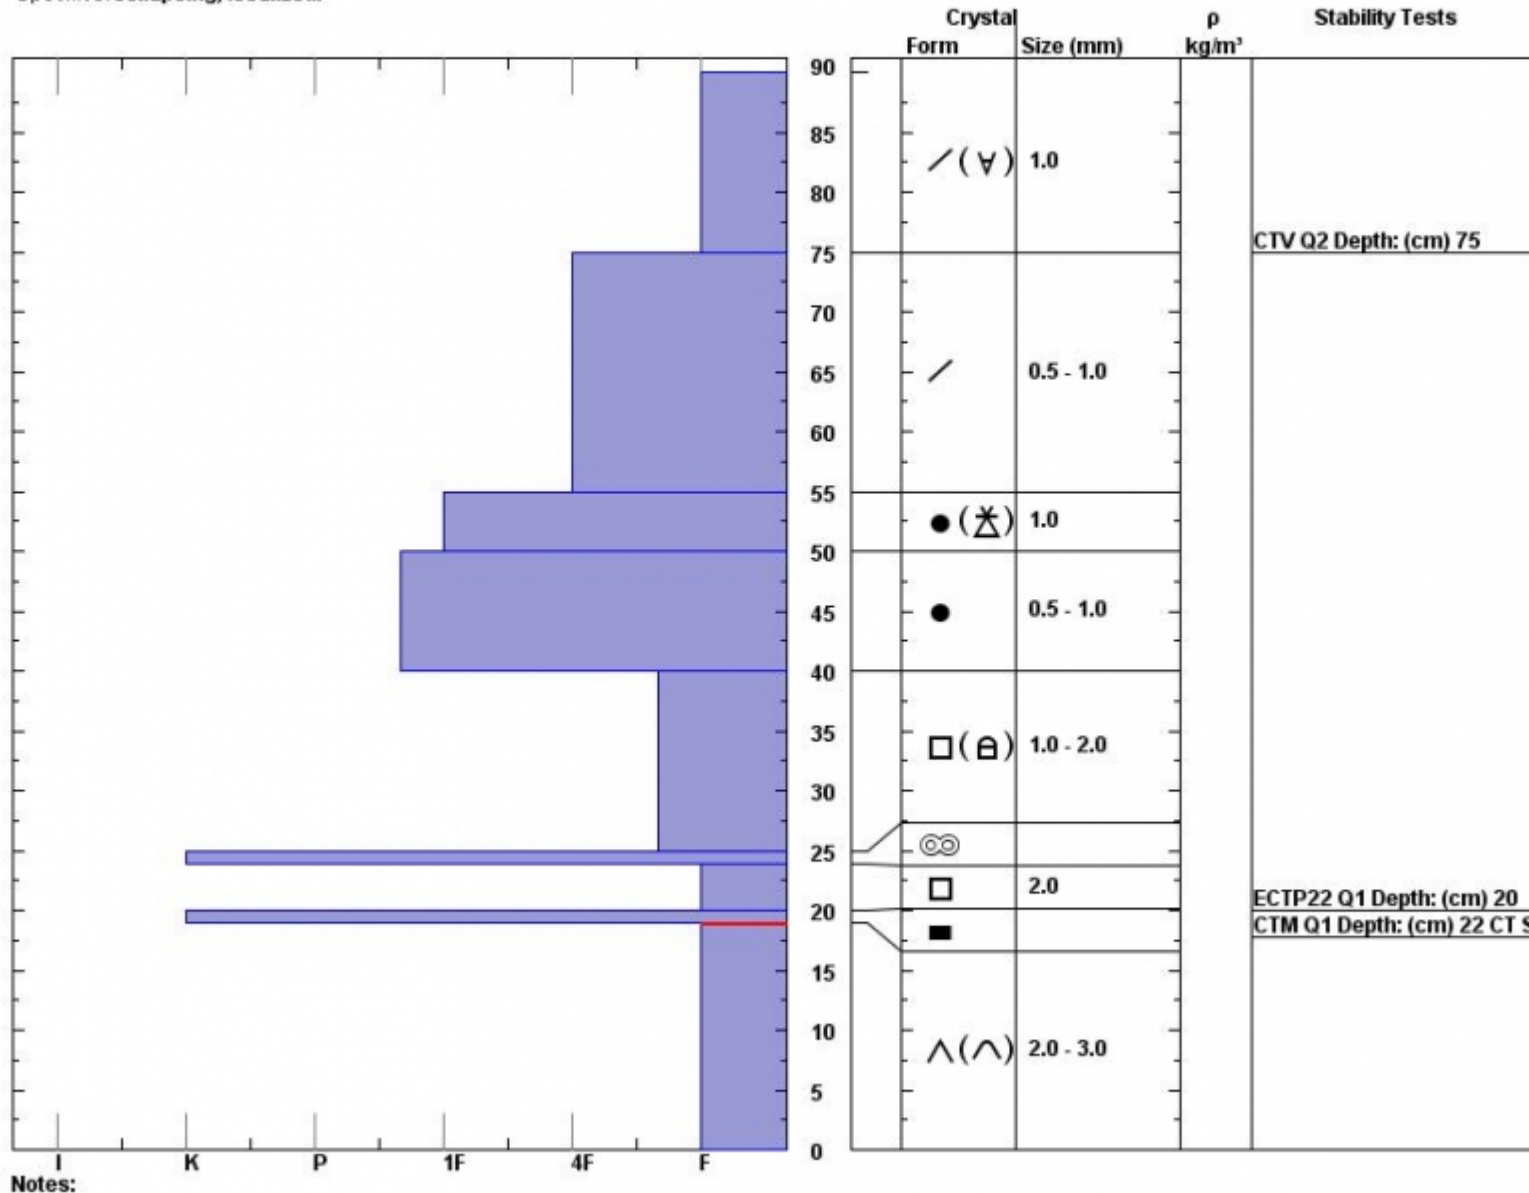 Crystal ρ Stability Tests
Form Size (mm) kg/m³
90
85
1.0
80
CTV Q2 Depth: (cm) 75
75
70
65
0.5 - 1.0
60
55
1.0
50
45
0.5 - 1.0
40
35
1.0 - 2.0
30
25
2.0
ECTP22 Q1 Depth: (cm) 20
20
CTM Q1 Depth: (cm) 22 CT S
15
10
2.0 - 3.0
5
0
I K P 1F 4F F
Notes: